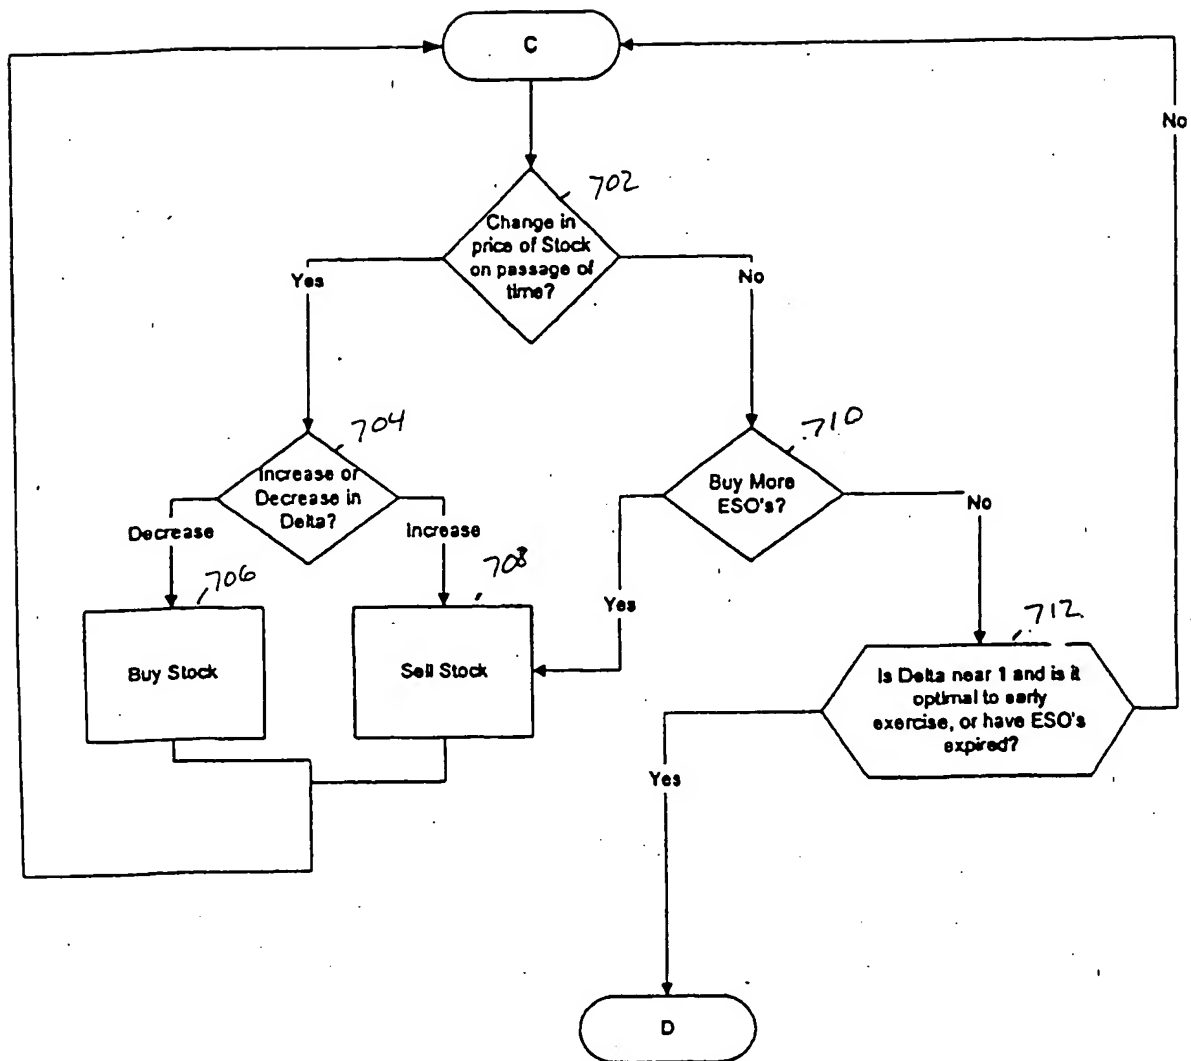 C
No
702
Change in
price of Stock
on passage of
time?
Yes
No
704
Increase or
Decrease in
Delta?
710
Buy More
ESO's?
Decrease
Increase
No
706
708
Yes
712
Buy Stock
Sell Stock
Is Delta near 1 and is it
optimal to early
exercise, or have ESO's
expired?
Yes
D